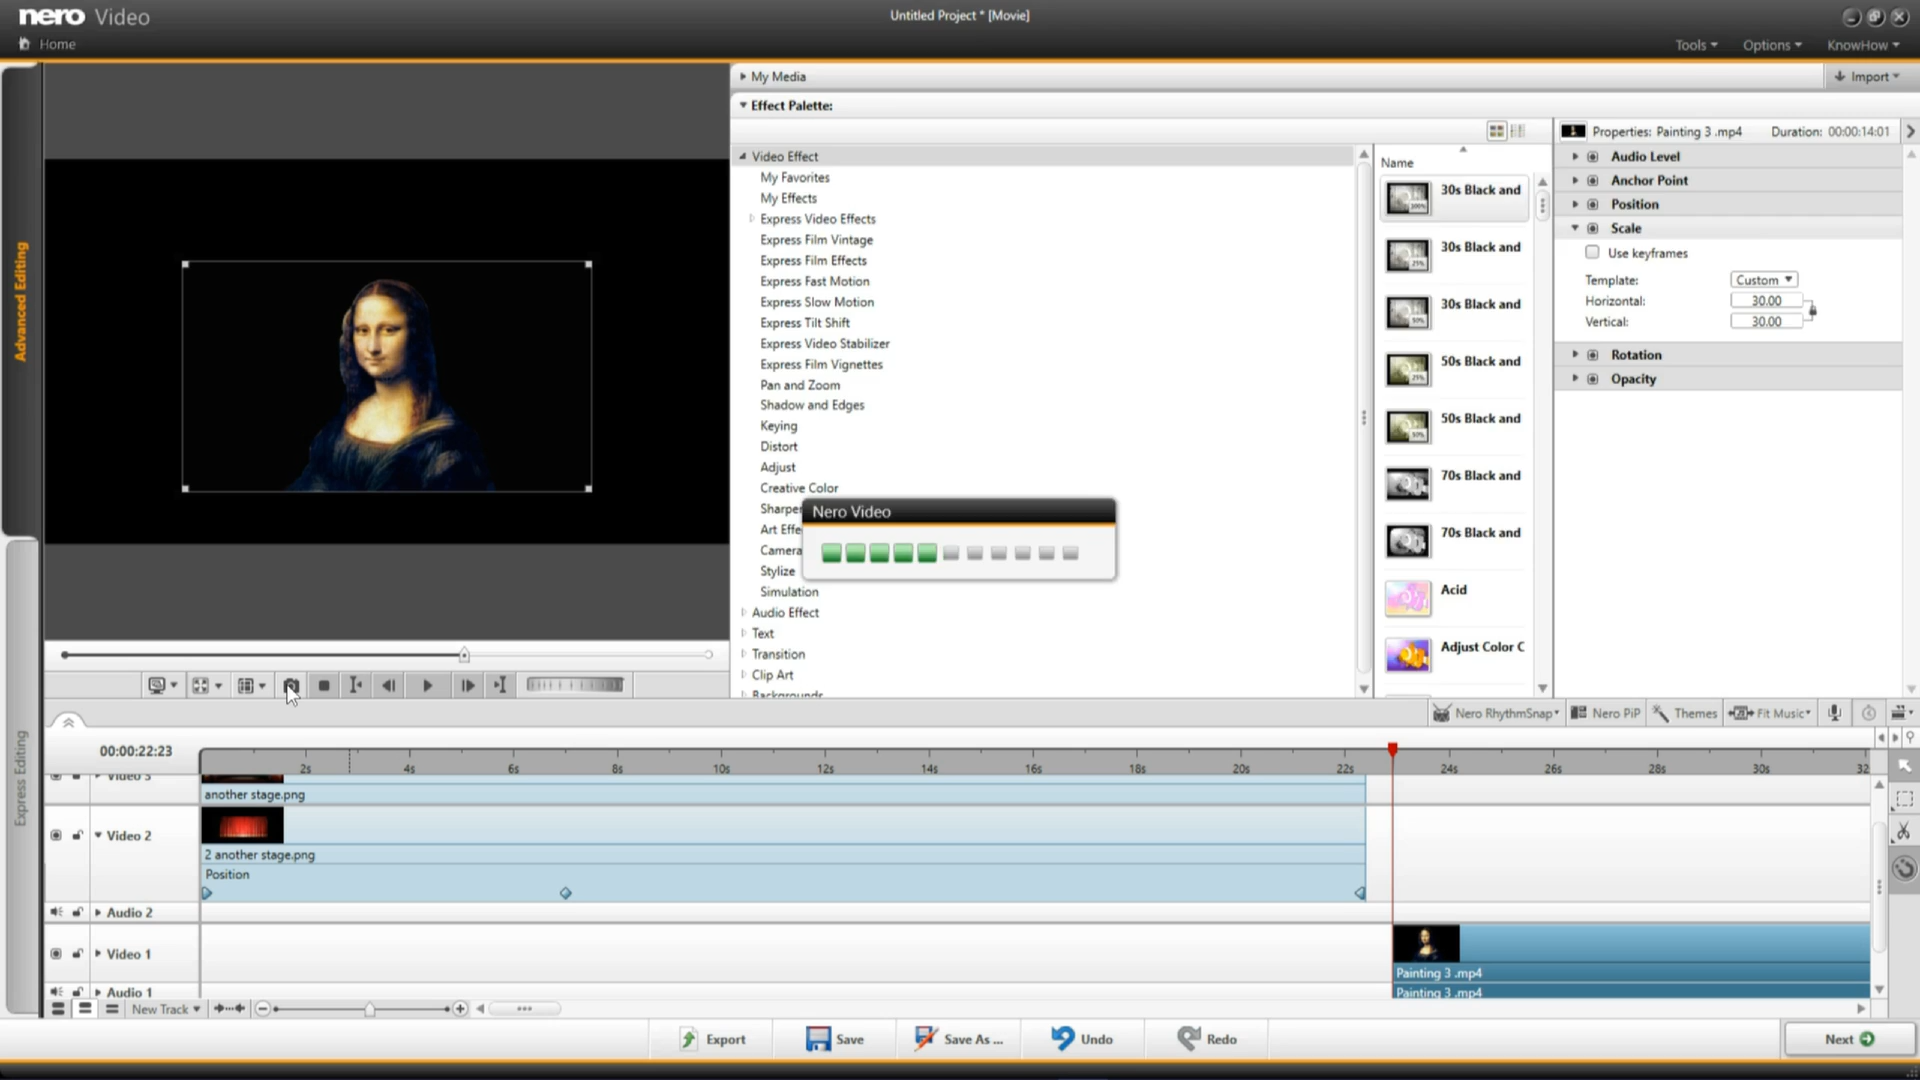 nero Video
Untitled Project * [Movie]
Home
Tools
Options
KnowHow
Advanced Editing
Express Editing
My Media
Import
Effect Palette:
Video Effect
My Favorites
My Effects
Express Video Effects
Express Film Vintage
Express Film Effects
Express Fast Motion
Express Slow Motion
Express Tilt Shift
Express Video Stabilizer
Express Film Vignettes
Pan and Zoom
Shadow and Edges
Keying
Distort
Adjust
Creative Color
Sharpe
Art Effe
Camera
Stylize
Simulation
Audio Effect
Text
Transition
Clip Art
Backgrounds
Nero Video
Name
30s Black and
30s Black and
30s Black and
50s Black and
50s Black and
70s Black and
70s Black and
Acid
Adjust Color C
Properties: Painting 3 .mp4 Duration: 00:00:14:01
Audio Level
Anchor Point
Position
Scale
Use keyframes
Template: Custom
Horizontal: 30.00
Vertical: 30.00
Rotation
Opacity
Nero RhythmSnap
Nero PiP
Themes
Fit Music
00:00:22:23
2s 4s 6s 8s 10s 12s 14s 16s 18s 20s 22s 24s 26s 28s 30s 32
Video 3
another stage.png
Video 2
2 another stage.png
Position
Audio 2
Video 1
Painting 3 .mp4
Audio 1
Painting 3 .mp4
New Track
Export
Save
Save As ...
Undo
Redo
Next